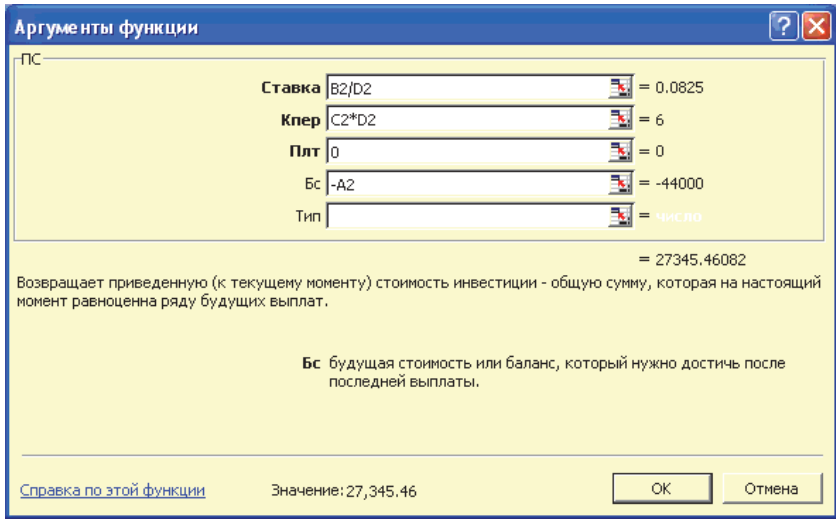 Аргументы функции
ПС
Ставка B2/D2 = 0.0825
Кпер C2*D2 = 6
Плт 0 = 0
Бс -A2 = -44000
Тип = число
= 27345.46082
Возвращает приведенную (к текущему моменту) стоимость инвестиции - общую сумму, которая на настоящий
момент равноценна ряду будущих выплат.
Бс будущая стоимость или баланс, который нужно достичь после
последней выплаты.
Справка по этой функции
Значение: 27,345.46
OK
Отмена